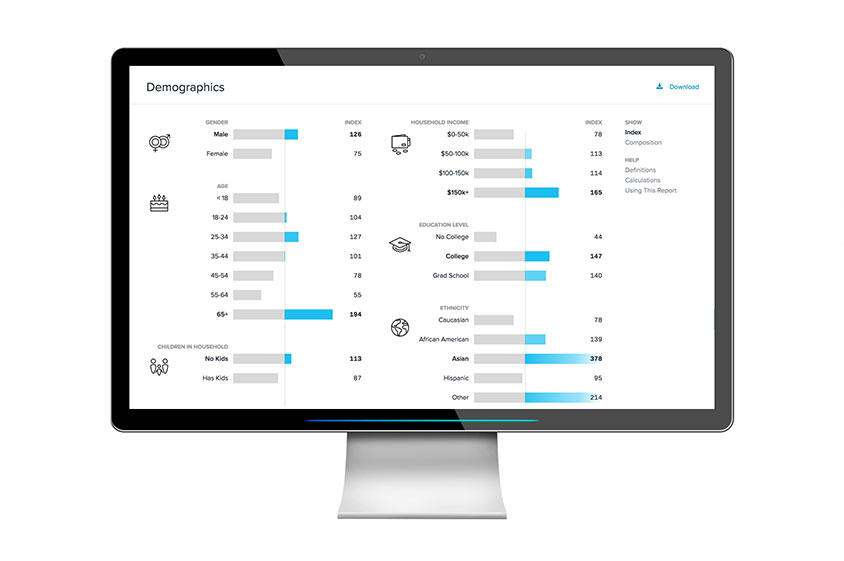 Demographics
Download
GENDER INDEX
Male 126
Female 75
AGE
< 18 89
18-24 104
25-34 127
35-44 101
45-54 78
55-64 55
65+ 194
CHILDREN IN HOUSEHOLD
No Kids 113
Has Kids 87
HOUSEHOLD INCOME INDEX
$0-50k 78
$50-100k 113
$100-150k 114
$150k+ 165
EDUCATION LEVEL
No College 44
College 147
Grad School 140
ETHNICITY
Caucasian 78
African American 139
Asian 378
Hispanic 95
Other 214
SHOW
Index
Composition
HELP
Definitions
Calculations
Using This Report